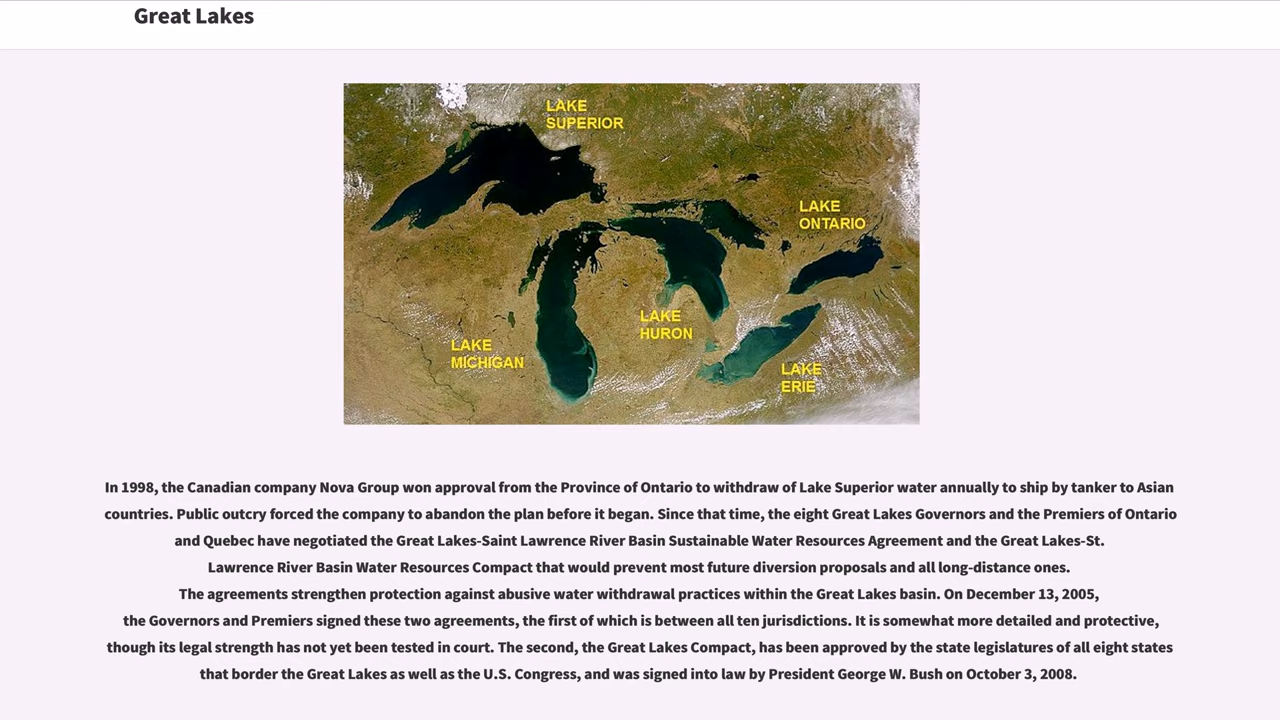 Great Lakes
LAKE
SUPERIOR
LAKE
ONTARIO
LAKE
HURON
LAKE
MICHIGAN
LAKE
ERIE
In 1998, the Canadian company Nova Group won approval from the Province of Ontario to withdraw of Lake Superior water annually to ship by tanker to Asian
countries. Public outcry forced the company to abandon the plan before it began. Since that time, the eight Great Lakes Governors and the Premiers of Ontario
and Quebec have negotiated the Great Lakes-Saint Lawrence River Basin Sustainable Water Resources Agreement and the Great Lakes-St.
Lawrence River Basin Water Resources Compact that would prevent most future diversion proposals and all long-distance ones.
The agreements strengthen protection against abusive water withdrawal practices within the Great Lakes basin. On December 13, 2005,
the Governors and Premiers signed these two agreements, the first of which is between all ten jurisdictions. It is somewhat more detailed and protective,
though its legal strength has not yet been tested in court. The second, the Great Lakes Compact, has been approved by the state legislatures of all eight states
that border the Great Lakes as well as the U.S. Congress, and was signed into law by President George W. Bush on October 3, 2008.